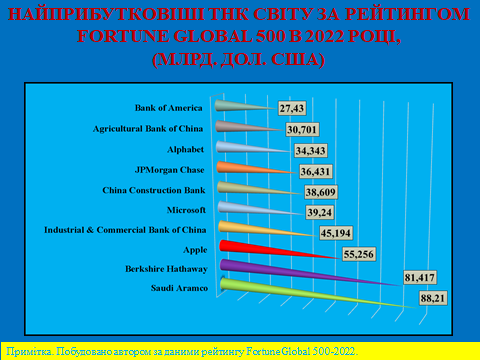 НАЙПРИБУТКОВІШІ ТНК СВІТУ ЗА РЕЙТИНГОМ
FORTUNE GLOBAL 500 В 2022 РОЦІ,
(МЛРД. ДОЛ. США)
Bank of America 27,43
Agricultural Bank of China 30,701
Alphabet 34,343
JPMorgan Chase 36,431
China Construction Bank 38,609
Microsoft 39,24
Industrial & Commercial Bank of China 45,194
Apple 55,256
Berkshire Hathaway 81,417
Saudi Aramco 88,21
Примітка. Побудовано автором за даними рейтингу Fortune Global 500-2022.